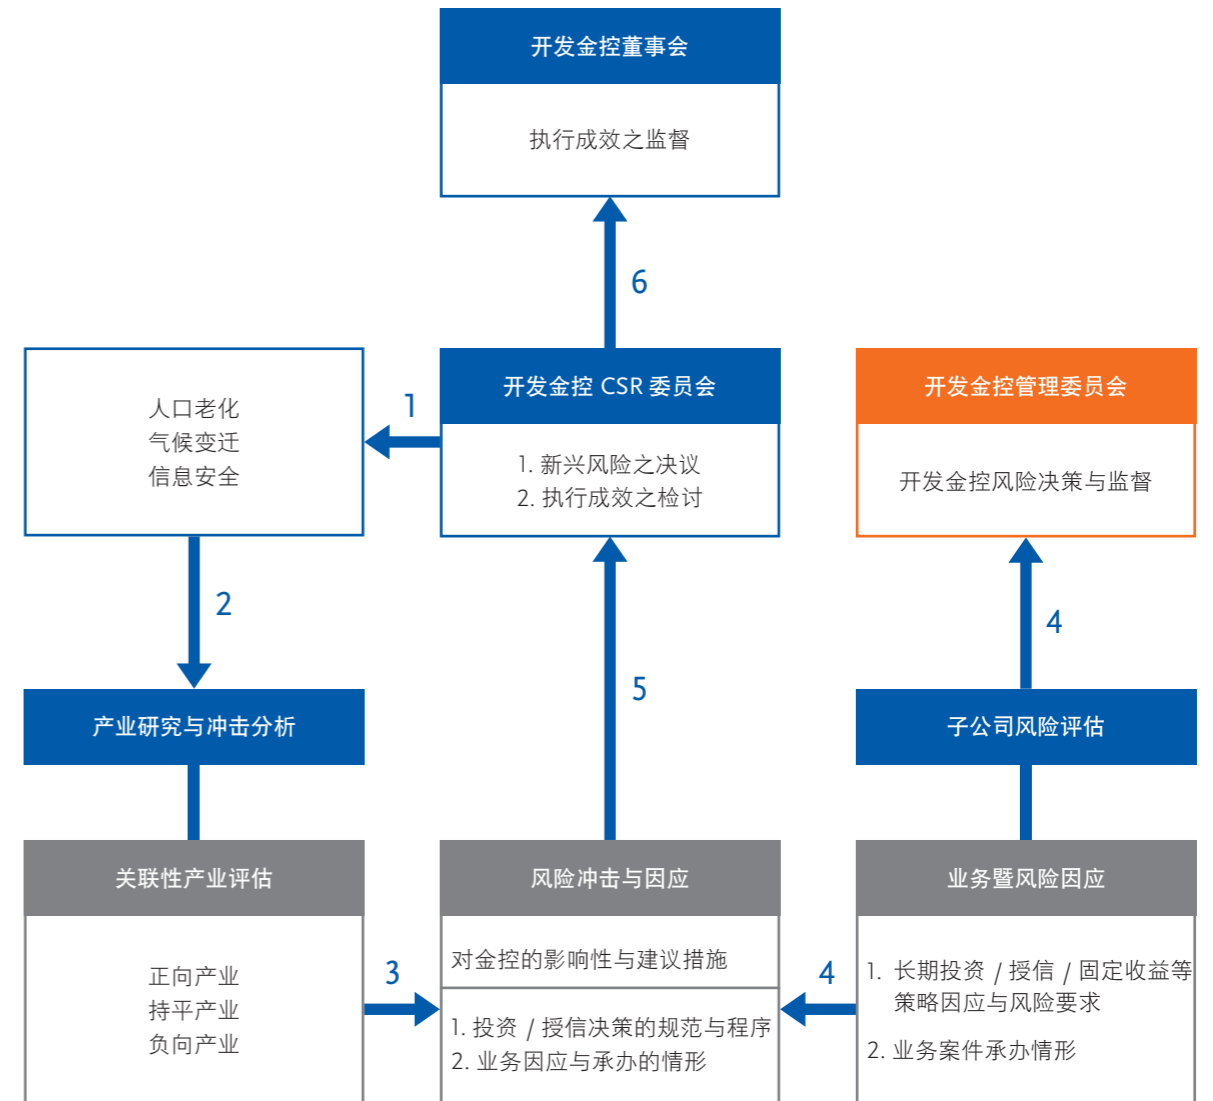 开发金控董事会
执行成效之监督
6
人口老化
气候变迁
信息安全
1
开发金控 CSR 委员会
1. 新兴风险之决议
2. 执行成效之检讨
开发金控管理委员会
开发金控风险决策与监督
2
5
4
产业研究与冲击分析
子公司风险评估
关联性产业评估
正向产业
持平产业
负向产业
3
风险冲击与因应
对金控的影响性与建议措施
1. 投资 / 授信决策的规范与程序
2. 业务因应与承办的情形
4
业务暨风险因应
1. 长期投资 / 授信 / 固定收益等
策略因应与风险要求
2. 业务案件承办情形